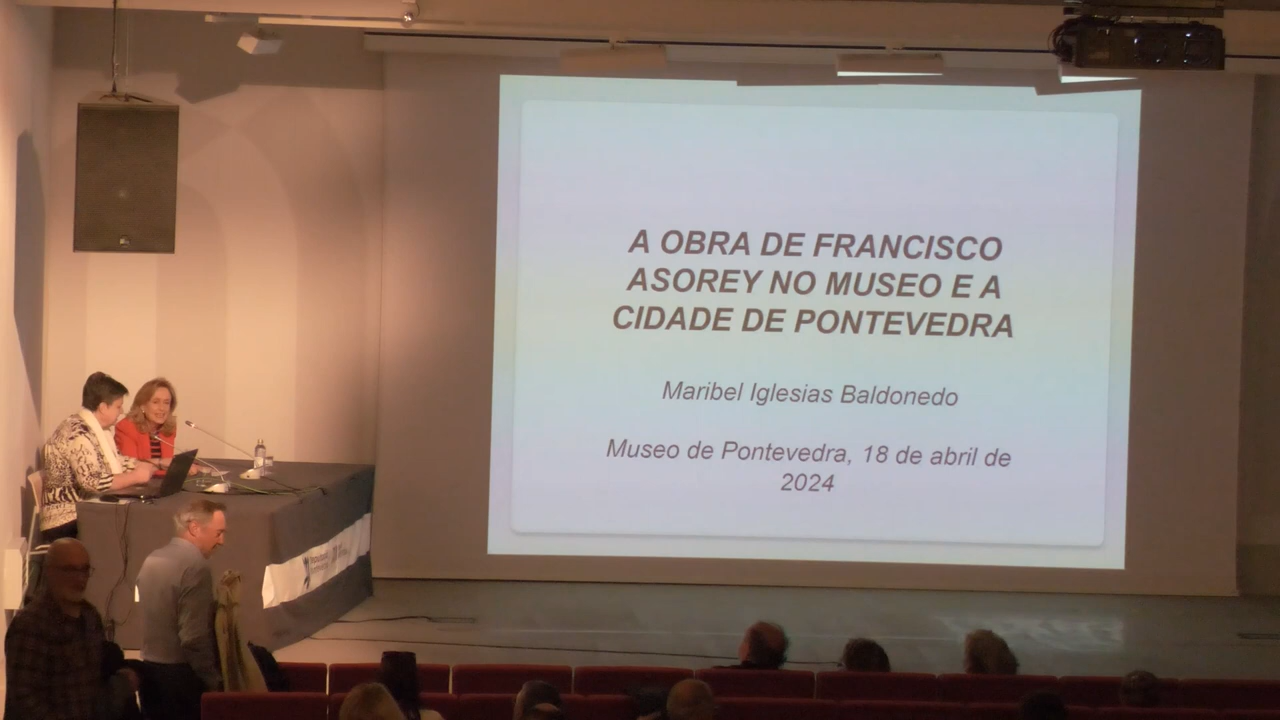 A OBRA DE FRANCISCO
ASOREY NO MUSEO E A
CIDADE DE PONTEVEDRA
Maribel Iglesias Baldonedo
Museo de Pontevedra, 18 de abril de
2024